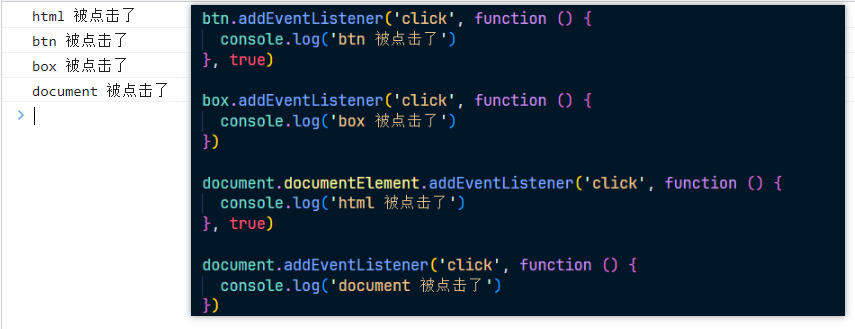 html 被点击了
btn 被点击了
box 被点击了
document 被点击了
>
btn.addEventListener('click', function () {
  console.log('btn 被点击了')
}, true)
box.addEventListener('click', function () {
  console.log('box 被点击了')
})
document.documentElement.addEventListener('click', function () {
  console.log('html 被点击了')
}, true)
document.addEventListener('click', function () {
  console.log('document 被点击了')
})